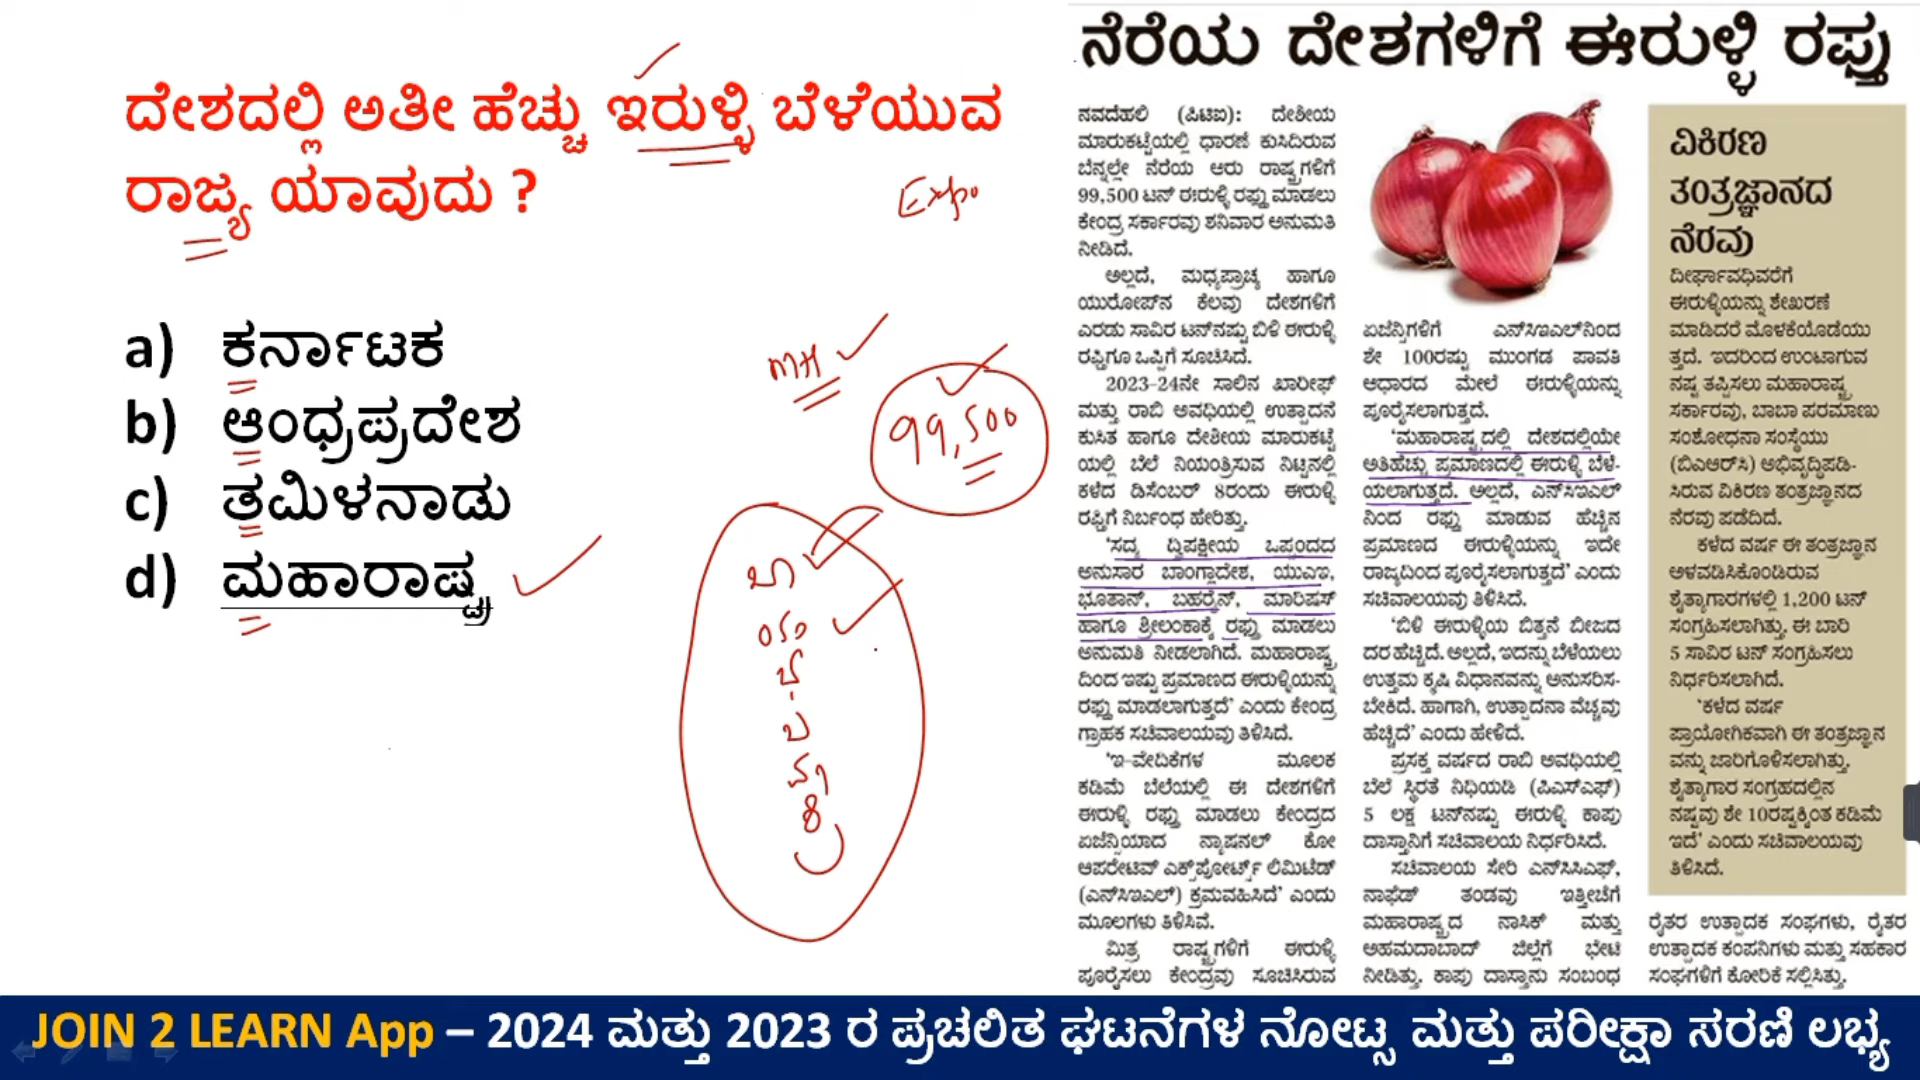 ದೇಶದಲ್ಲಿ ಅತೀ ಹೆಚ್ಚು ಇರುಳ್ಳಿ ಬೆಳೆಯುವ
ರಾಜ್ಯ ಯಾವುದು ?
Expo
a) ಕರ್ನಾಟಕ
b) ಆಂಧ್ರಪ್ರದೇಶ
c) ತಮಿಳನಾಡು
d) ಮಹಾರಾಷ್ಟ್ರ
MH
99,500
ಬಾ
ಭೂ
ಬ
ಮಾ
ಶ್ರೀ
ನೆರೆಯ ದೇಶಗಳಿಗೆ ಈರುಳ್ಳಿ ರಫ್ತು
ನವದೆಹಲಿ (ಪಿಟಿಐ): ದೇಶೀಯ
ಮಾರುಕಟ್ಟೆಯಲ್ಲಿ ಧಾರಣೆ ಕುಸಿದಿರುವ
ಬೆನ್ನಲ್ಲೇ ನೆರೆಯ ಆರು ರಾಷ್ಟ್ರಗಳಿಗೆ
99,500 ಟನ್ ಈರುಳ್ಳಿ ರಫ್ತು ಮಾಡಲು
ಕೇಂದ್ರ ಸರ್ಕಾರವು ಶನಿವಾರ ಅನುಮತಿ
ನೀಡಿದೆ.
ಅಲ್ಲದೆ, ಮಧ್ಯಪ್ರಾಚ್ಯ ಹಾಗೂ
ಯುರೋಪ್‌ನ ಕೆಲವು ದೇಶಗಳಿಗೆ
ಎರಡು ಸಾವಿರ ಟನ್‌ನಷ್ಟು ಬಿಳಿ ಈರುಳ್ಳಿ
ರಫ್ತಿಗೂ ಒಪ್ಪಿಗೆ ಸೂಚಿಸಿದೆ.
2023-24ನೇ ಸಾಲಿನ ಖಾರೀಫ್
ಮತ್ತು ರಾಬಿ ಅವಧಿಯಲ್ಲಿ ಉತ್ಪಾದನೆ
ಕುಸಿತ ಹಾಗೂ ದೇಶೀಯ ಮಾರುಕಟ್ಟೆ
ಯಲ್ಲಿ ಬೆಲೆ ನಿಯಂತ್ರಿಸುವ ನಿಟ್ಟಿನಲ್ಲಿ
ಕಳೆದ ಡಿಸೆಂಬರ್ 8ರಂದು ಈರುಳ್ಳಿ
ರಫ್ತಿಗೆ ನಿರ್ಬಂಧ ಹೇರಿತ್ತು.
‘ಸದ್ಯ ದ್ವಿಪಕ್ಷೀಯ ಒಪ್ಪಂದದ
ಅನುಸಾರ ಬಾಂಗ್ಲಾದೇಶ, ಯುಎಇ,
ಭೂತಾನ್, ಬಹರೈನ್, ಮಾರಿಷಸ್
ಹಾಗೂ ಶ್ರೀಲಂಕಾಕ್ಕೆ ರಫ್ತು ಮಾಡಲು
ಅನುಮತಿ ನೀಡಲಾಗಿದೆ. ಮಹಾರಾಷ್ಟ್ರ
ದಿಂದ ಇಷ್ಟು ಪ್ರಮಾಣದ ಈರುಳ್ಳಿಯನ್ನು
ರಫ್ತು ಮಾಡಲಾಗುತ್ತದೆ’ ಎಂದು ಕೇಂದ್ರ
ಗ್ರಾಹಕ ಸಚಿವಾಲಯವು ತಿಳಿಸಿದೆ.
‘ಇ-ವೇದಿಕೆಗಳ ಮೂಲಕ
ಕಡಿಮೆ ಬೆಲೆಯಲ್ಲಿ ಈ ದೇಶಗಳಿಗೆ
ಈರುಳ್ಳಿ ರಫ್ತು ಮಾಡಲು ಕೇಂದ್ರದ
ಏಜೆನ್ಸಿಯಾದ ನ್ಯಾಷನಲ್ ಕೋ
ಆಪರೇಟಿವ್ ಎಕ್ಸ್‌ಪೋರ್ಟ್ಸ್ ಲಿಮಿಟೆಡ್
(ಎನ್‌ಸಿಇಎಲ್) ಕ್ರಮವಹಿಸಿದೆ’ ಎಂದು
ಮೂಲಗಳು ತಿಳಿಸಿವೆ.
ಮಿತ್ರ ರಾಷ್ಟ್ರಗಳಿಗೆ ಈರುಳ್ಳಿ
ಪೂರೈಸಲು ಕೇಂದ್ರವು ಸೂಚಿಸಿರುವ
ಏಜೆನ್ಸಿಗಳಿಗೆ ಎನ್‌ಸಿಇಎಲ್‌ನಿಂದ
ಶೇ 100ರಷ್ಟು ಮುಂಗಡ ಪಾವತಿ
ಆಧಾರದ ಮೇಲೆ ಈರುಳ್ಳಿಯನ್ನು
ಪೂರೈಸಲಾಗುತ್ತದೆ.
‘ಮಹಾರಾಷ್ಟ್ರದಲ್ಲಿ ದೇಶದಲ್ಲಿಯೇ
ಅತಿಹೆಚ್ಚು ಪ್ರಮಾಣದಲ್ಲಿ ಈರುಳ್ಳಿ ಬೆಳೆ-
ಯಲಾಗುತ್ತದೆ. ಅಲ್ಲದೆ, ಎನ್‌ಸಿಇಎಲ್
ನಿಂದ ರಫ್ತು ಮಾಡುವ ಹೆಚ್ಚಿನ
ಪ್ರಮಾಣದ ಈರುಳ್ಳಿಯನ್ನು ಇದೇ
ರಾಜ್ಯದಿಂದ ಪೂರೈಸಲಾಗುತ್ತದೆ’ ಎಂದು
ಸಚಿವಾಲಯವು ತಿಳಿಸಿದೆ.
‘ಬಿಳಿ ಈರುಳ್ಳಿಯ ಬಿತ್ತನೆ ಬೀಜದ
ದರ ಹೆಚ್ಚಿದೆ. ಅಲ್ಲದೆ, ಇದನ್ನು ಬೆಳೆಯಲು
ಉತ್ತಮ ಕೃಷಿ ವಿಧಾನವನ್ನು ಅನುಸರಿಸ-
ಬೇಕಿದೆ. ಹಾಗಾಗಿ, ಉತ್ಪಾದನಾ ವೆಚ್ಚವು
ಹೆಚ್ಚಿದೆ’ ಎಂದು ಹೇಳಿದೆ.
ಪ್ರಸಕ್ತ ವರ್ಷದ ರಾಬಿ ಅವಧಿಯಲ್ಲಿ
ಬೆಲೆ ಸ್ಥಿರತೆ ನಿಧಿಯಡಿ (ಪಿಎಸ್‌ಎಫ್)
5 ಲಕ್ಷ ಟನ್‌ನಷ್ಟು ಈರುಳ್ಳಿ ಕಾಪು
ದಾಸ್ತಾನಿಗೆ ಸಚಿವಾಲಯ ನಿರ್ಧರಿಸಿದೆ.
ಸಚಿವಾಲಯ ಸೇರಿ ಎನ್‌ಸಿಸಿಎಫ್,
ನಾಫೆಡ್ ತಂಡವು ಇತ್ತೀಚೆಗೆ
ಮಹಾರಾಷ್ಟ್ರದ ನಾಸಿಕ್ ಮತ್ತು
ಅಹಮದಾಬಾದ್ ಜಿಲ್ಲೆಗೆ ಭೇಟಿ
ನೀಡಿತ್ತು. ಕಾಪು ದಾಸ್ತಾನು ಸಂಬಂಧ
ವಿಕಿರಣ
ತಂತ್ರಜ್ಞಾನದ
ನೆರವು
ದೀರ್ಘಾವಧಿವರೆಗೆ
ಈರುಳ್ಳಿಯನ್ನು ಶೇಖರಣೆ
ಮಾಡಿದರೆ ಮೊಳಕೆಯೊಡೆಯು
ತ್ತದೆ. ಇದರಿಂದ ಉಂಟಾಗುವ
ನಷ್ಟ ತಪ್ಪಿಸಲು ಮಹಾರಾಷ್ಟ್ರ
ಸರ್ಕಾರವು, ಬಾಬಾ ಪರಮಾಣು
ಸಂಶೋಧನಾ ಸಂಸ್ಥೆಯು
(ಬಿಎಆರ್‌ಸಿ) ಅಭಿವೃದ್ಧಿಪಡಿ-
ಸಿರುವ ವಿಕಿರಣ ತಂತ್ರಜ್ಞಾನದ
ನೆರವು ಪಡೆದಿದೆ.
ಕಳೆದ ವರ್ಷ ಈ ತಂತ್ರಜ್ಞಾನ
ಅಳವಡಿಸಿಕೊಂಡಿರುವ
ಶೈತ್ಯಾಗಾರಗಳಲ್ಲಿ 1,200 ಟನ್
ಸಂಗ್ರಹಿಸಲಾಗಿತ್ತು. ಈ ಬಾರಿ
5 ಸಾವಿರ ಟನ್ ಸಂಗ್ರಹಿಸಲು
ನಿರ್ಧರಿಸಲಾಗಿದೆ.
‘ಕಳೆದ ವರ್ಷ
ಪ್ರಾಯೋಗಿಕವಾಗಿ ಈ ತಂತ್ರಜ್ಞಾನ
ವನ್ನು ಜಾರಿಗೊಳಿಸಲಾಗಿತ್ತು.
ಶೈತ್ಯಾಗಾರ ಸಂಗ್ರಹದಲ್ಲಿನ
ನಷ್ಟವು ಶೇ 10ರಷ್ಟಕ್ಕಿಂತ ಕಡಿಮೆ
ಇದೆ’ ಎಂದು ಸಚಿವಾಲಯವು
ತಿಳಿಸಿದೆ.
ರೈತರ ಉತ್ಪಾದಕ ಸಂಘಗಳು, ರೈತರ
ಉತ್ಪಾದಕ ಕಂಪನಿಗಳು ಮತ್ತು ಸಹಕಾರ
ಸಂಘಗಳಿಗೆ ಕೋರಿಕೆ ಸಲ್ಲಿಸಿತ್ತು.
JOIN 2 LEARN App – 2024 ಮತ್ತು 2023 ರ ಪ್ರಚಲಿತ ಘಟನೆಗಳ ನೋಟ್ಸ ಮತ್ತು ಪರೀಕ್ಷಾ ಸರಣಿ ಲಭ್ಯ